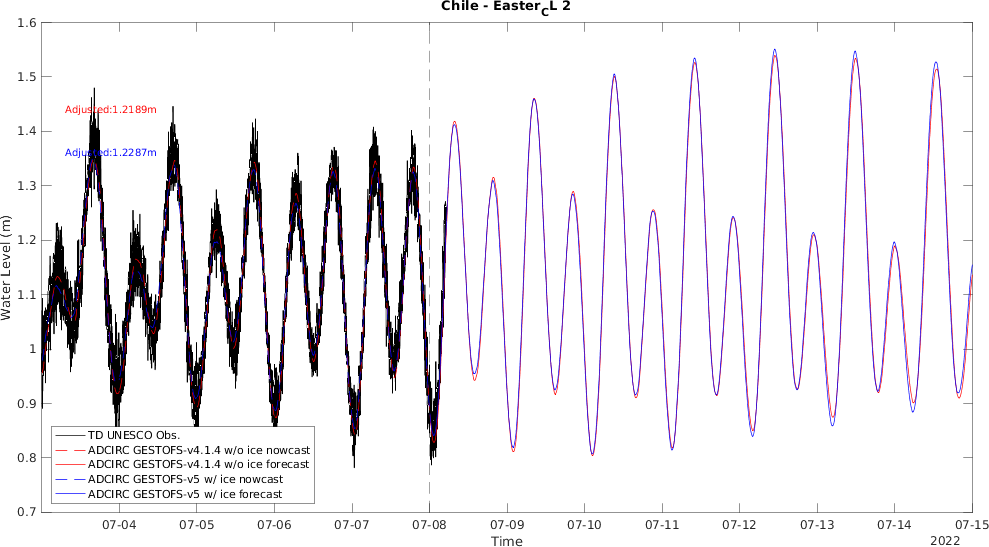 Chile - EasterCL 2
1.6
1.5
1.4
1.3
1.2
1.1
1
0.9
0.8
0.7
Water Level (m)
Adjusted:1.2189m
Adjusted:1.2287m
TD UNESCO Obs.
ADCIRC GESTOFS-v4.1.4 w/o ice nowcast
ADCIRC GESTOFS-v4.1.4 w/o ice forecast
ADCIRC GESTOFS-v5 w/ ice nowcast
ADCIRC GESTOFS-v5 w/ ice forecast
07-04 07-05 07-06 07-07 07-08 07-09 07-10 07-11 07-12 07-13 07-14 07-15
Time
2022